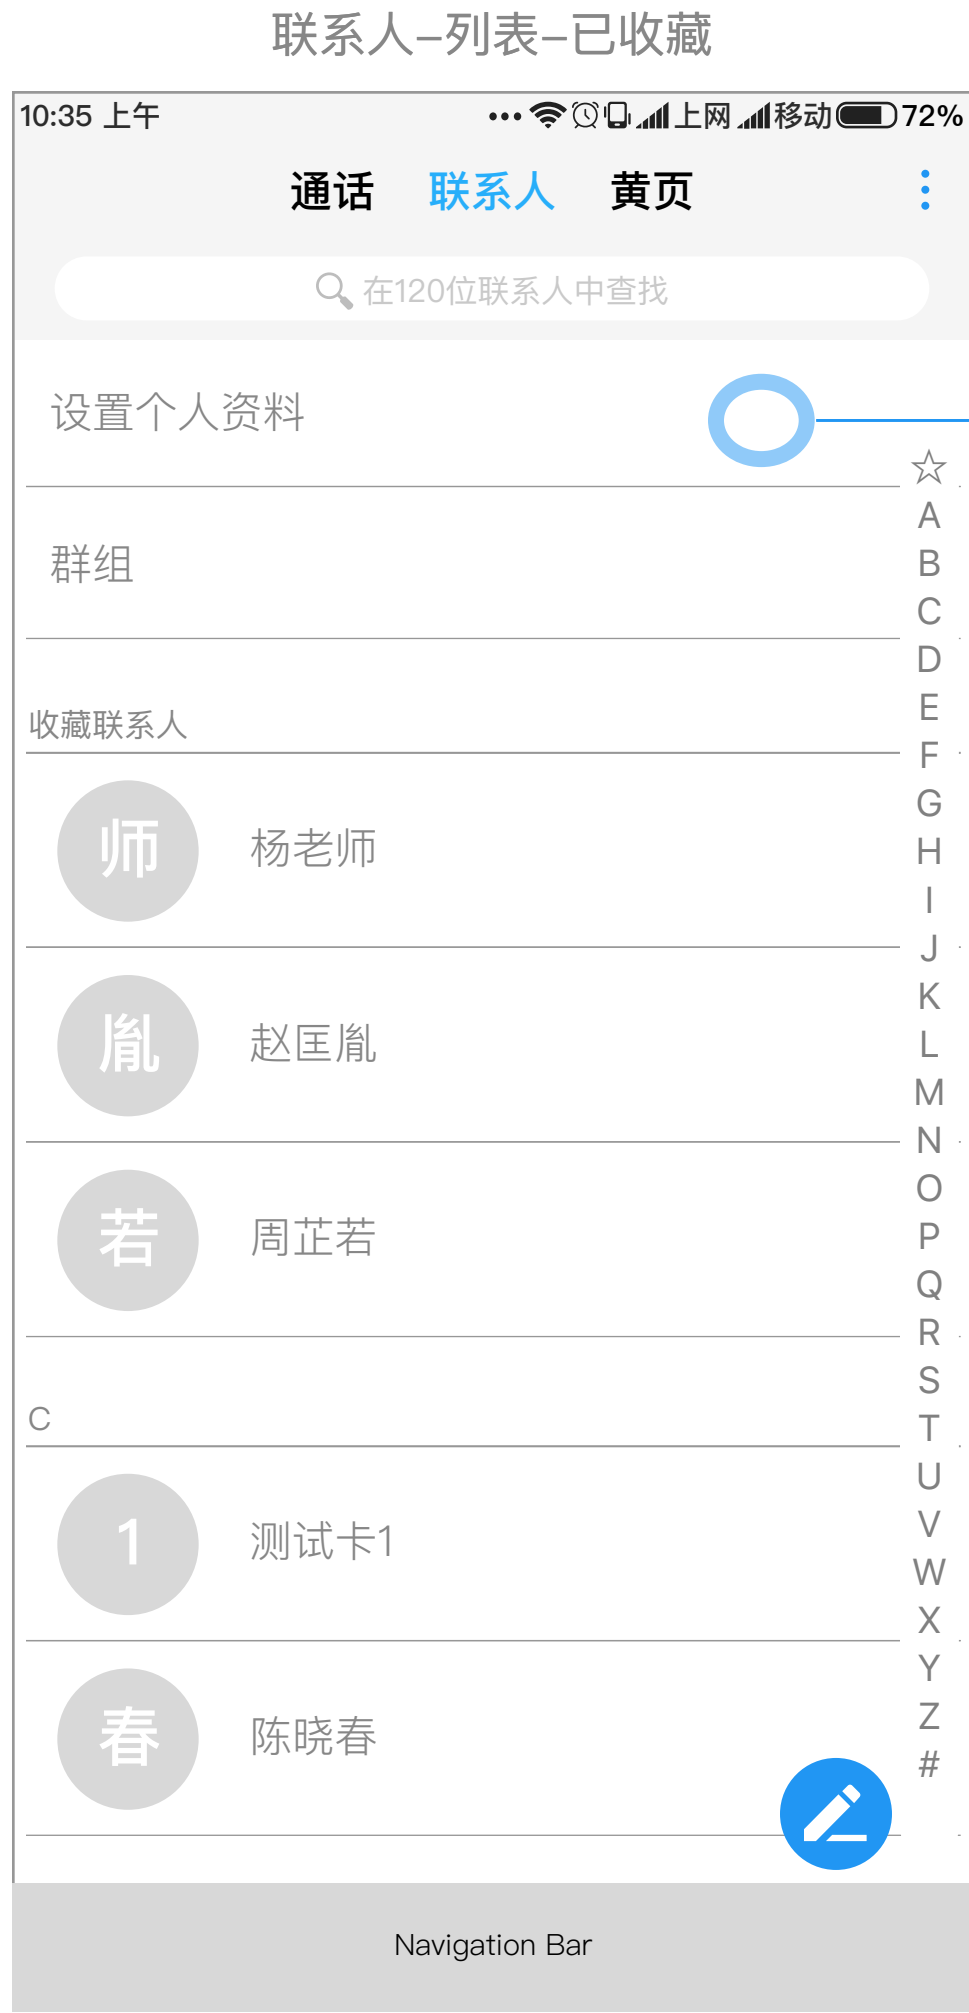 联系人-列表-已收藏
10:35 上午 上网 移动 72%
通话 联系人 黄页
在120位联系人中查找
设置个人资料
☆
A
群组
B
C
D
E
收藏联系人
F
G
师 杨老师
H
I
J
K
胤 赵匡胤
L
M
N
O
P
若 周芷若
Q
R
S
C
T
U
V
1 测试卡1
W
X
Y
Z
春 陈晓春
#
Navigation Bar